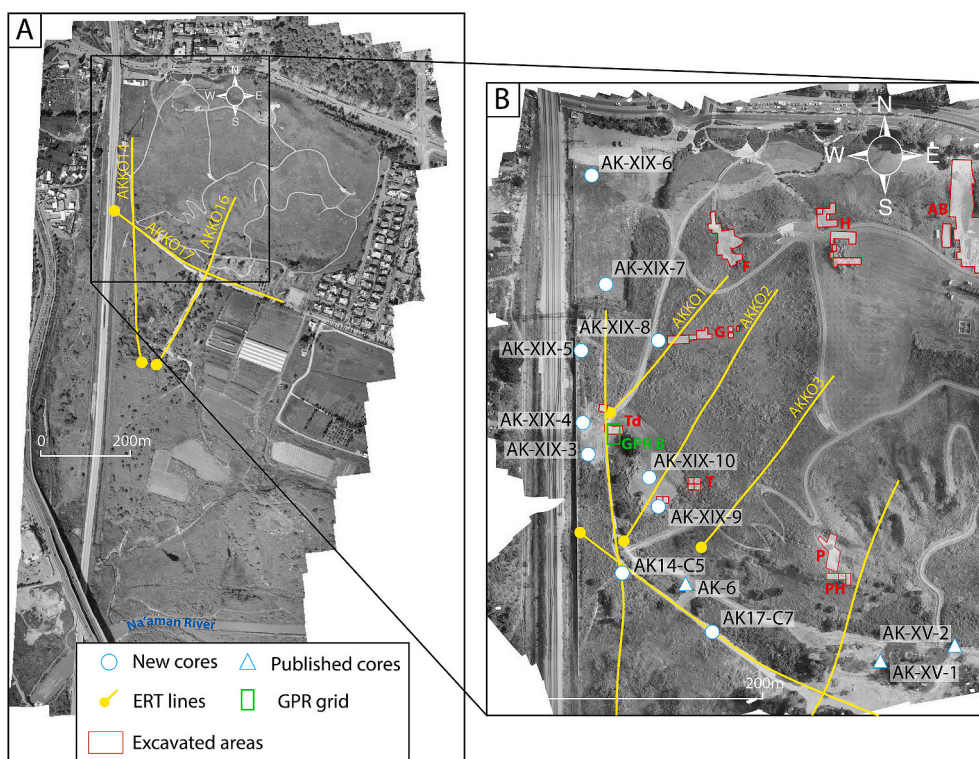 A
N
W E
S
AKKO14
AKKO16
AKKO17
0 200m
Na'aman River
New cores
Published cores
ERT lines
GPR grid
Excavated areas
B
N
W E
S
AK-XIX-6
AB
H
F
AK-XIX-7
AKKO1
AKKO2
AK-XIX-8
AK-XIX-5
AKKO3
AK-XIX-4
Td
GPR B
AK-XIX-3
AK-XIX-10
T
AK-XIX-9
P
AK14-C5
AK-6
PH
AK17-C7
AK-XV-2
AK-XV-1
200m